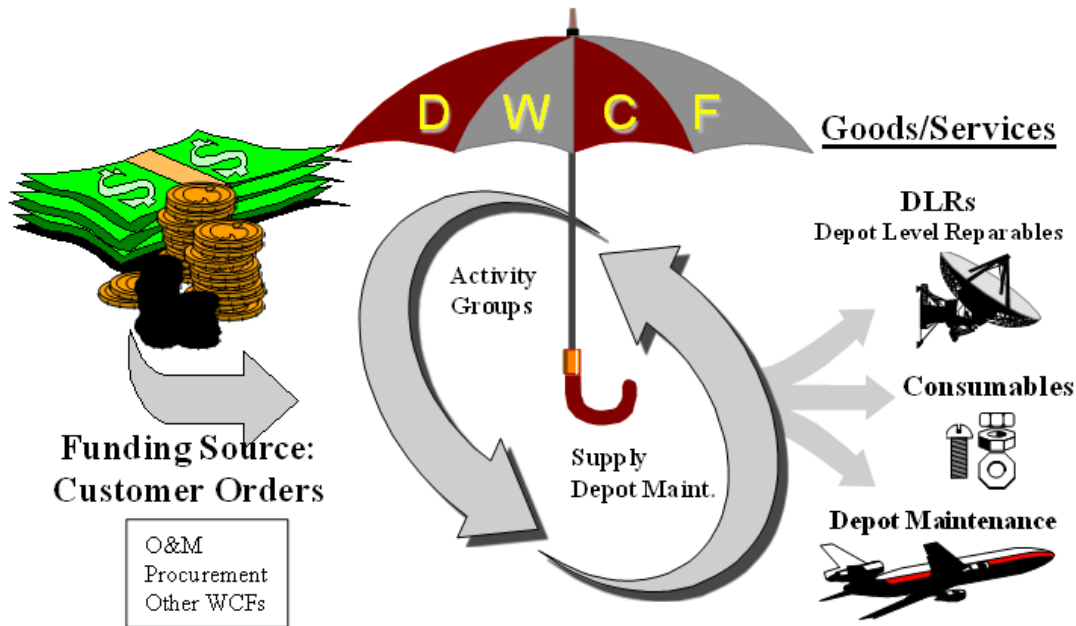 D W C F
Goods/Services
DLRs
Depot Level Reparables
Activity
Groups
Consumables
Funding Source:
Customer Orders
Supply
Depot Maint.
Depot Maintenance
O&M
Procurement
Other WCFs
$ $